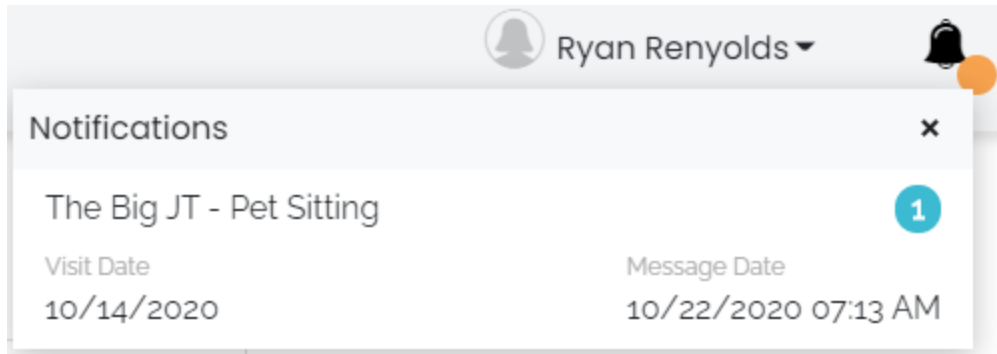 Ryan Renyolds
Notifications
The Big JT - Pet Sitting
1
Visit Date
Message Date
10/14/2020
10/22/2020 07:13 AM